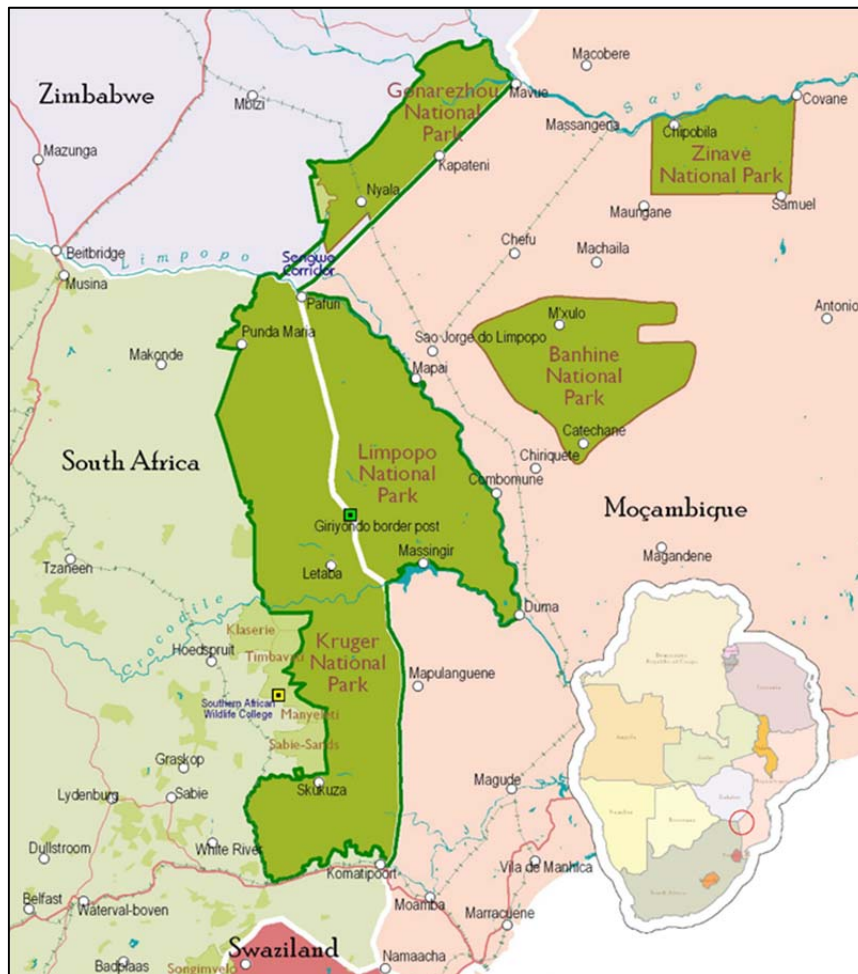 Zimbabwe
Mbizi
Mazunga
Gonarezhou
National
Park
Mavue
Macobere
Save
Massangena
Covane
Chipobila
Zinave
National Park
Kapateni
Nyala
Maungane
Samuel
Beitbridge
Limpopo
Musina
Sengwe
Corridor
Chefu
Machaila
Pafuri
Punda Maria
Makonde
Sao Jorge do Limpopo
Mapai
M'xulo
Antonio
Banhine
National
Park
Catechane
Chiriquete
South Africa
Limpopo
National
Park
Combomune
Moçambique
Giriyondo border post
Magandene
Tzaneen
Letaba
Massingir
Duma
Crocodile
Klaserie
Hoedspruit
Timbavati
Kruger
National
Park
Mapulanguene
Southern African
Wildlife College
Manyeleti
Sabie-Sands
Graskop
Skukuza
Magude
Lydenburg
Sabie
Dullstroom
White River
Komatipoort
Vila de Manhica
Belfast
Waterval-boven
Moamba
Marracuene
Swaziland
Badplaas
Songimvelo
Namaacha